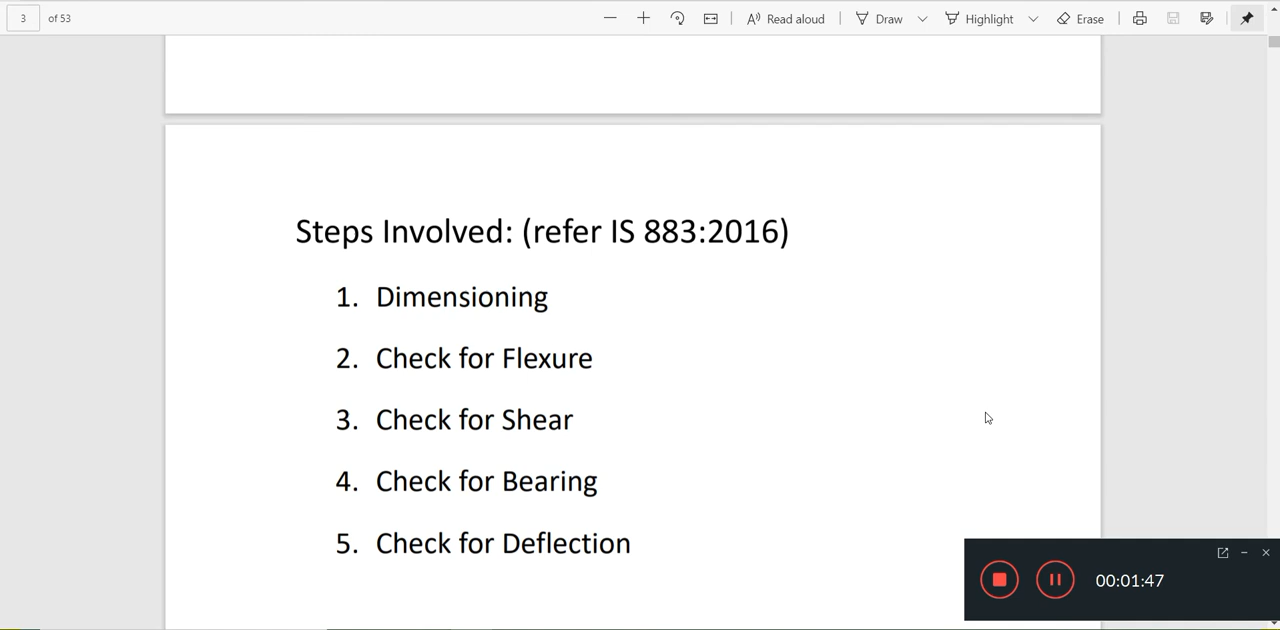 3 of 53 Read aloud Draw Highlight Erase
Steps Involved: (refer IS 883:2016)
1. Dimensioning
2. Check for Flexure
3. Check for Shear
4. Check for Bearing
5. Check for Deflection
00:01:47